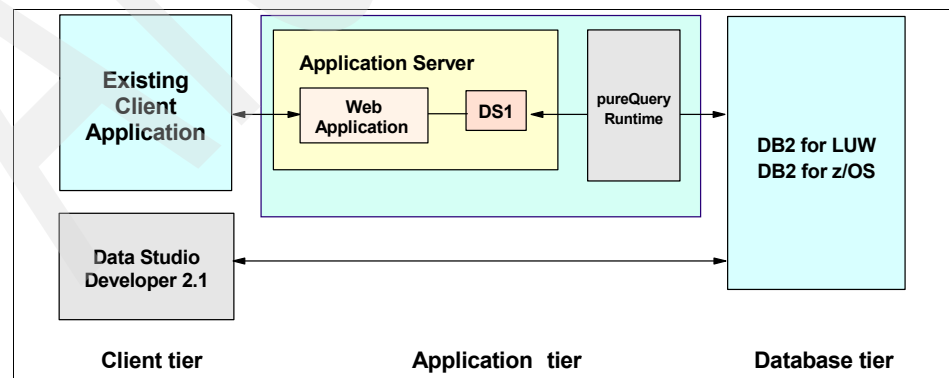 Existing
Client
Application
Application Server
Web
Application
DS1
pureQuery
Runtime
DB2 for LUW
DB2 for z/OS
Data Studio
Developer 2.1
Client tier
Application tier
Database tier